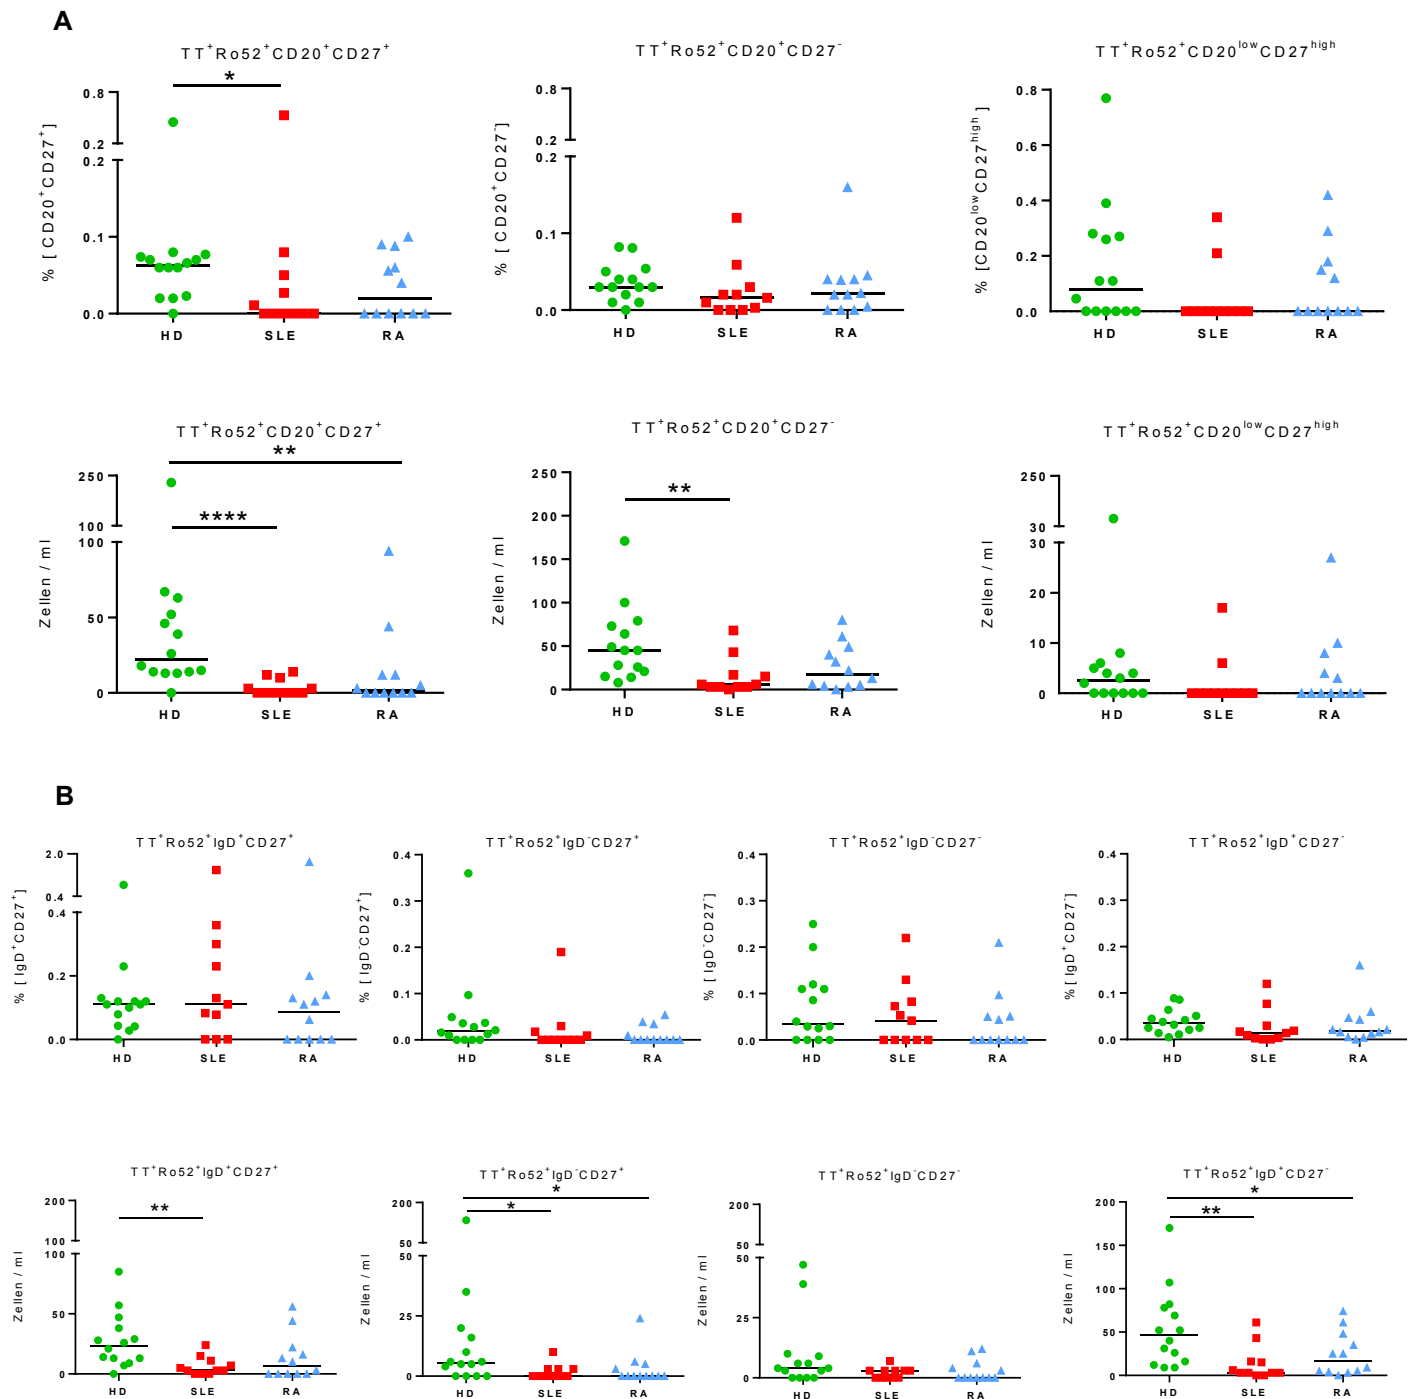 A
TT⁺Ro52⁺CD20⁺CD27⁺
*
% [CD20⁺CD27⁺]
0.8
0.2
0.2
0.1
0.0
HD SLE RA
TT⁺Ro52⁺CD20⁺CD27⁻
% [CD20⁺CD27⁻]
0.8
0.2
0.2
0.1
0.0
HD SLE RA
TT⁺Ro52⁺CD20ˡᵒʷCD27ʰⁱᵍʰ
% [CD20ˡᵒʷCD27ʰⁱᵍʰ]
0.8
0.6
0.4
0.2
0.0
HD SLE RA
TT⁺Ro52⁺CD20⁺CD27⁺
**
****
Zellen / ml
250
100
100
50
0
HD SLE RA
TT⁺Ro52⁺CD20⁺CD27⁻
**
Zellen / ml
250
200
150
100
50
0
HD SLE RA
TT⁺Ro52⁺CD20ˡᵒʷCD27ʰⁱᵍʰ
Zellen / ml
250
30
30
20
10
0
HD SLE RA
B
TT⁺Ro52⁺IgD⁺CD27⁺
% [IgD⁺CD27⁺]
2.0
0.4
0.4
0.2
0.0
HD SLE RA
TT⁺Ro52⁺IgD⁻CD27⁺
% [IgD⁻CD27⁺]
0.4
0.3
0.2
0.1
0.0
HD SLE RA
TT⁺Ro52⁺IgD⁻CD27⁻
% [IgD⁻CD27⁻]
0.4
0.3
0.2
0.1
0.0
HD SLE RA
TT⁺Ro52⁺IgD⁺CD27⁻
% [IgD⁺CD27⁻]
0.4
0.3
0.2
0.1
0.0
HD SLE RA
TT⁺Ro52⁺IgD⁺CD27⁺
**
Zellen / ml
200
100
100
50
0
HD SLE RA
TT⁺Ro52⁺IgD⁻CD27⁺
*
*
Zellen / ml
200
50
50
25
0
HD SLE RA
TT⁺Ro52⁺IgD⁻CD27⁻
Zellen / ml
200
50
50
25
0
HD SLE RA
TT⁺Ro52⁺IgD⁺CD27⁻
*
**
Zellen / ml
200
150
100
50
0
HD SLE RA